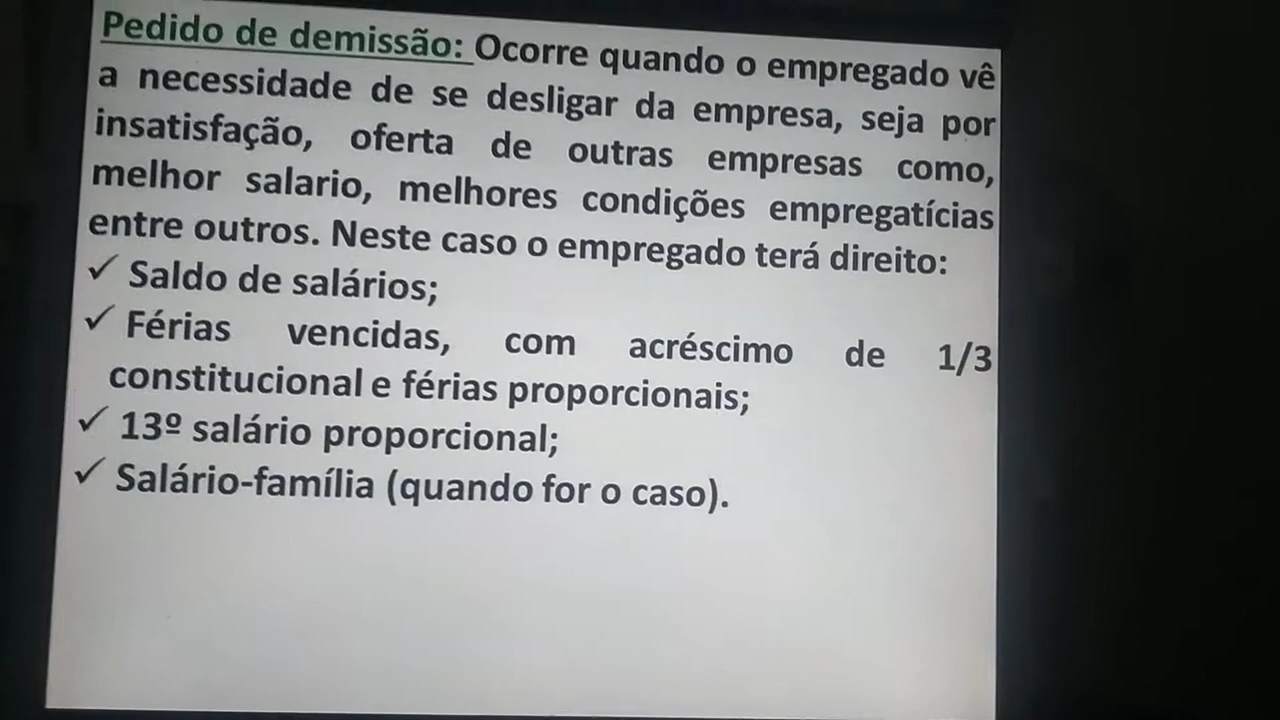 Pedido de demissão: Ocorre quando o empregado vê
a necessidade de se desligar da empresa, seja por
insatisfação, oferta de outras empresas como,
melhor salario, melhores condições empregatícias
entre outros. Neste caso o empregado terá direito:
✓ Saldo de salários;
✓ Férias vencidas, com acréscimo de 1/3
constitucional e férias proporcionais;
✓ 13º salário proporcional;
✓ Salário-família (quando for o caso).